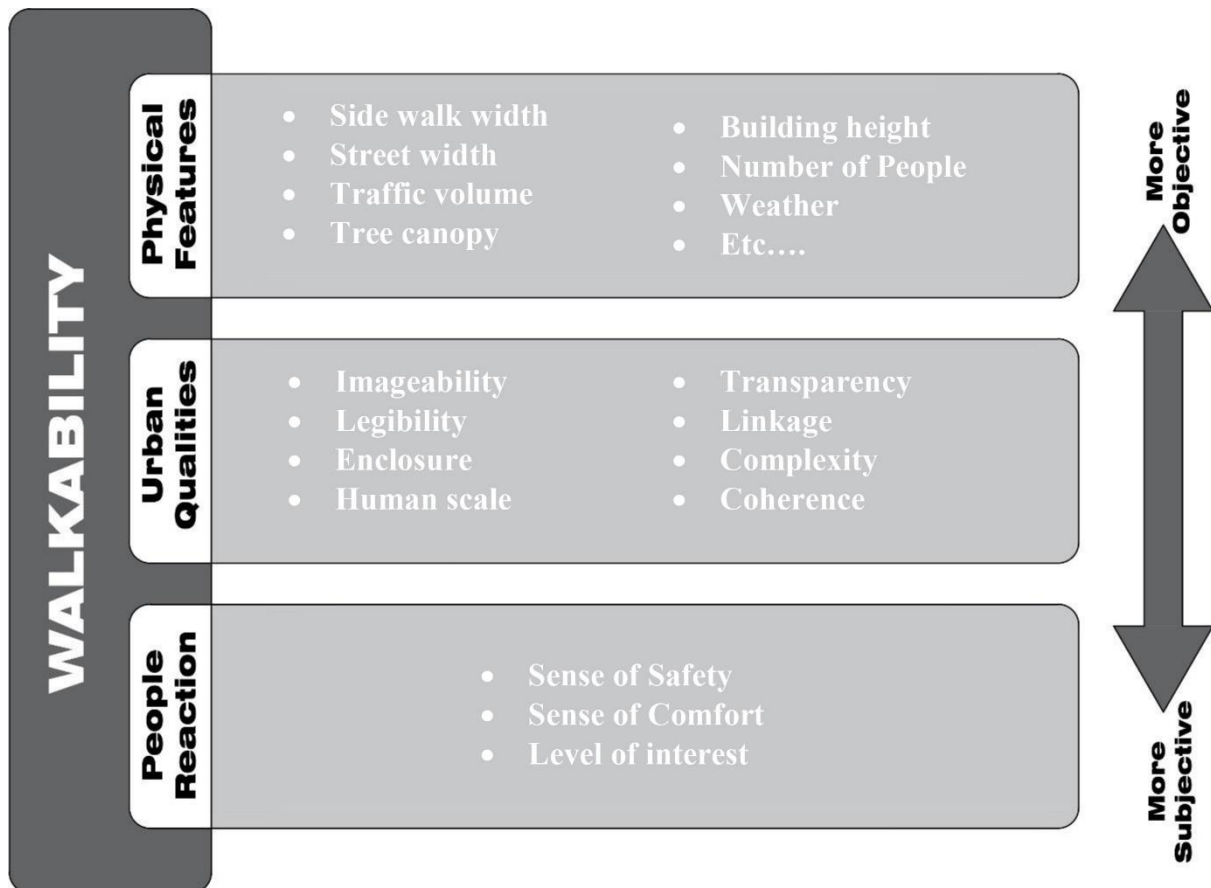 WALKABILITY
Physical
Features
• Side walk width
• Street width
• Traffic volume
• Tree canopy
• Building height
• Number of People
• Weather
• Etc….
Urban
Qualities
• Imageability
• Legibility
• Enclosure
• Human scale
• Transparency
• Linkage
• Complexity
• Coherence
People
Reaction
• Sense of Safety
• Sense of Comfort
• Level of interest
More
Objective
More
Subjective